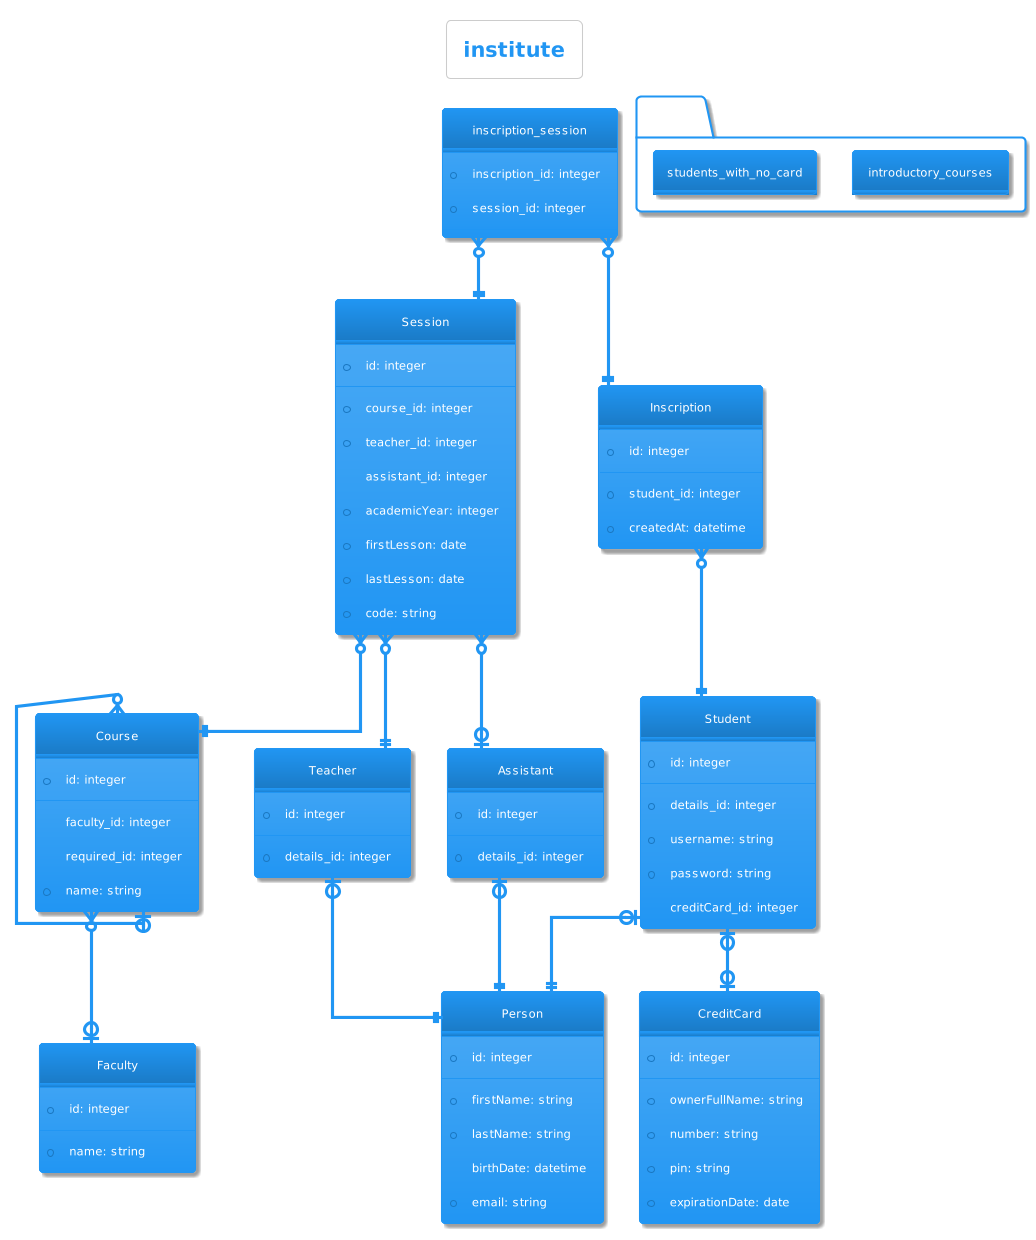 institute
inscription_session
inscription_id: integer
session_id: integer
students_with_no_card
introductory_courses
Session
id: integer
course_id: integer
teacher_id: integer
assistant_id: integer
academicYear: integer
firstLesson: date
lastLesson: date
code: string
Inscription
id: integer
student_id: integer
createdAt: datetime
Course
id: integer
faculty_id: integer
required_id: integer
name: string
Teacher
id: integer
details_id: integer
Assistant
id: integer
details_id: integer
Student
id: integer
details_id: integer
username: string
password: string
creditCard_id: integer
Faculty
id: integer
name: string
Person
id: integer
firstName: string
lastName: string
birthDate: datetime
email: string
CreditCard
id: integer
ownerFullName: string
number: string
pin: string
expirationDate: date